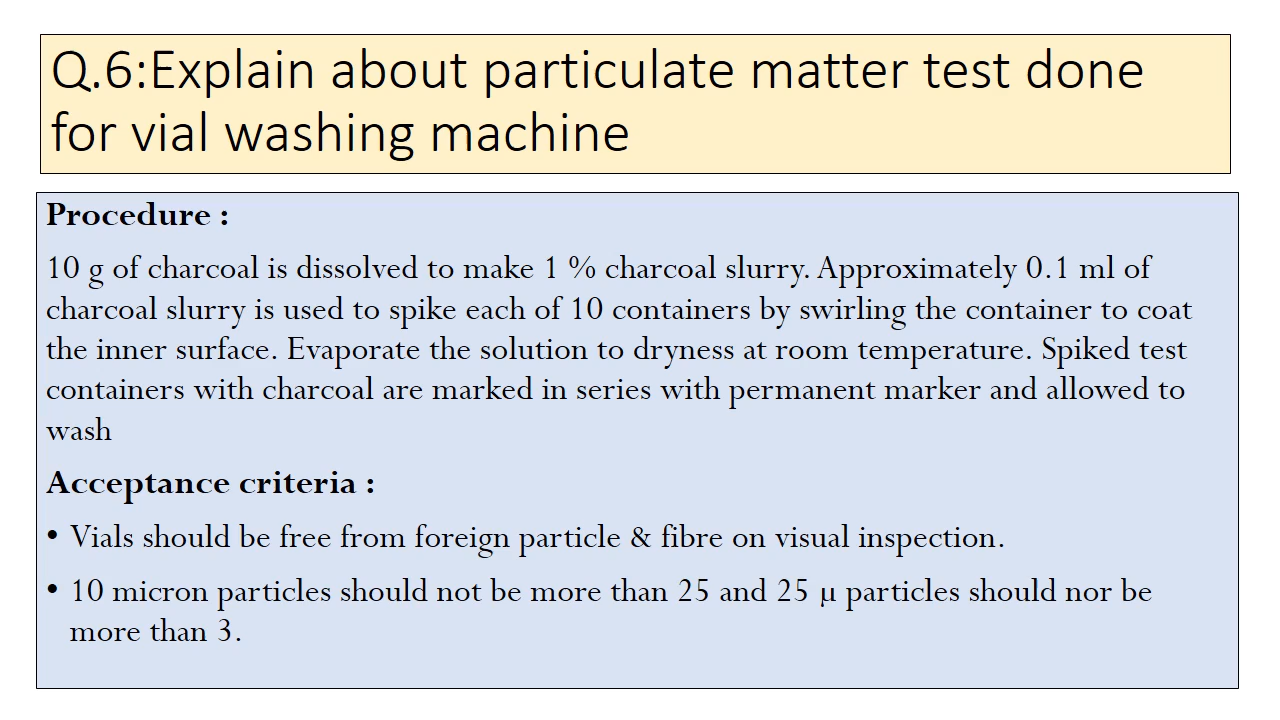 Q.6:Explain about particulate matter test done
for vial washing machine
Procedure :
10 g of charcoal is dissolved to make 1 % charcoal slurry. Approximately 0.1 ml of
charcoal slurry is used to spike each of 10 containers by swirling the container to coat
the inner surface. Evaporate the solution to dryness at room temperature. Spiked test
containers with charcoal are marked in series with permanent marker and allowed to
wash
Acceptance criteria :
• Vials should be free from foreign particle & fibre on visual inspection.
• 10 micron particles should not be more than 25 and 25 µ particles should nor be
more than 3.